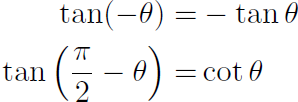 tan(−θ) = − tan θ
tan(π/2 − θ) = cot θ